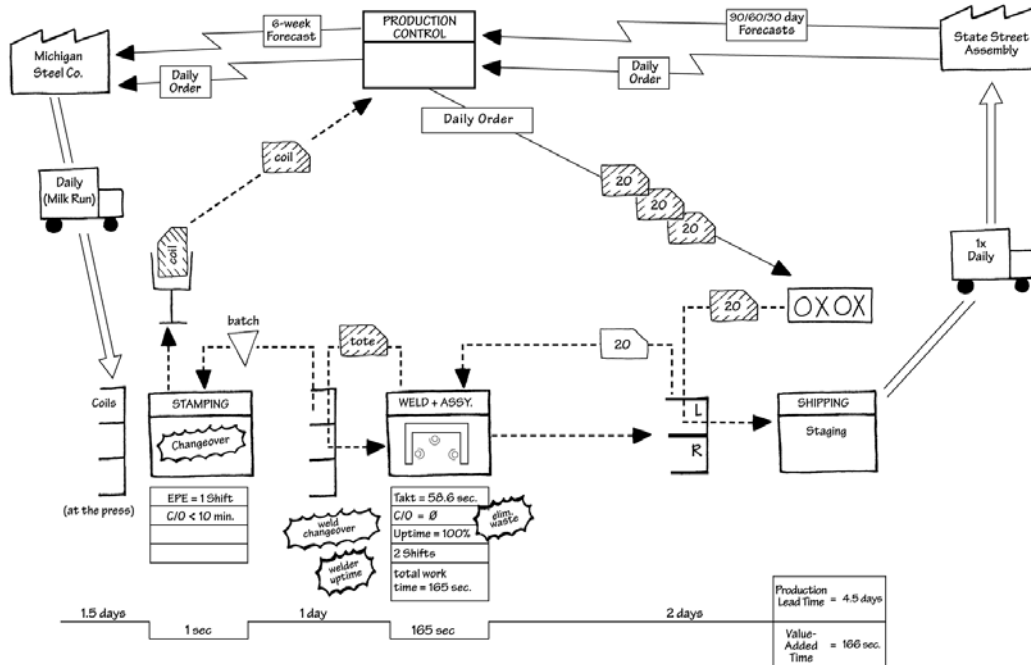 6-week
Forecast
PRODUCTION
CONTROL
90/60/30 day
Forecasts
State Street
Assembly
Michigan
Steel Co.
Daily
Order
Daily
Order
Daily Order
coil
20
20
20
Daily
(Milk Run)
coil
1x
Daily
batch
tote
20
20
OXOX
Coils
STAMPING
WELD + ASSY.
L
R
SHIPPING
Changeover
Staging
(at the press)
EPE = 1 Shift
C/O < 10 min.
weld
changeover
welder
uptime
Takt = 58.6 sec.
C/O = Ø
Uptime = 100%
2 Shifts
total work
time = 165 sec.
elim.
waste
1.5 days
1 sec
1 day
165 sec.
2 days
Production
Lead Time = 4.5 days
Value-
Added = 166 sec.
Time